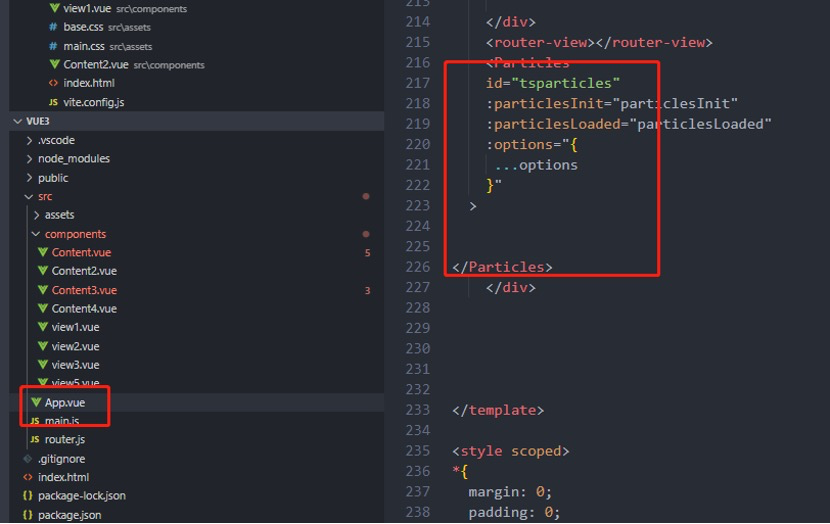 view1.vue src\components
# base.css src\assets
# main.css src\assets
Content2.vue src\components
<> index.html
JS vite.config.js
VUE3
.vscode
node_modules
public
src
assets
components
Content.vue 5
Content2.vue
Content3.vue 3
Content4.vue
view1.vue
view2.vue
view3.vue
view5.vue
App.vue
JS main.js
JS router.js
.gitignore
<> index.html
{} package-lock.json
{} package.json
213
214 </div>
215 <router-view></router-view>
216 <Particles
217 id="tsparticles"
218 :particlesInit="particlesInit"
219 :particlesLoaded="particlesLoaded"
220 :options="{
221 ...options
222 }"
223 >
224
225
226 </Particles>
227 </div>
228
229
230
231
232
233 </template>
234
235 <style scoped>
236 *{
237 margin: 0;
238 padding: 0;